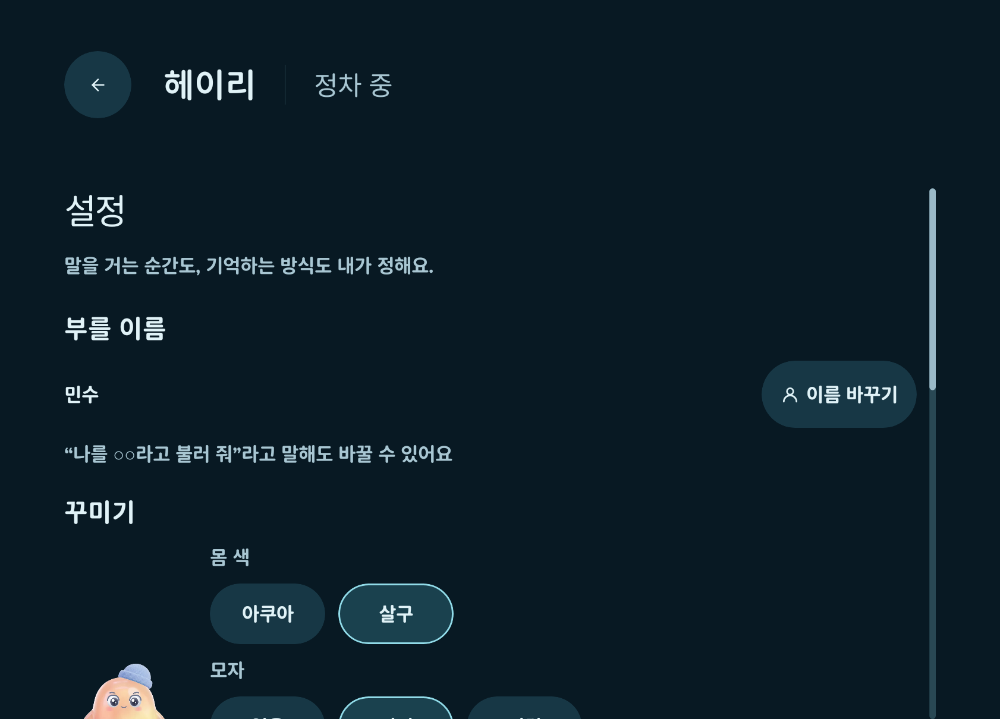 헤이리
정차 중
설정
말을 거는 순간도, 기억하는 방식도 내가 정해요.
부를 이름
민수
이름 바꾸기
“나를 ○○라고 불러 줘”라고 말해도 바꿀 수 있어요
꾸미기
몸 색
아쿠아
살구
모자